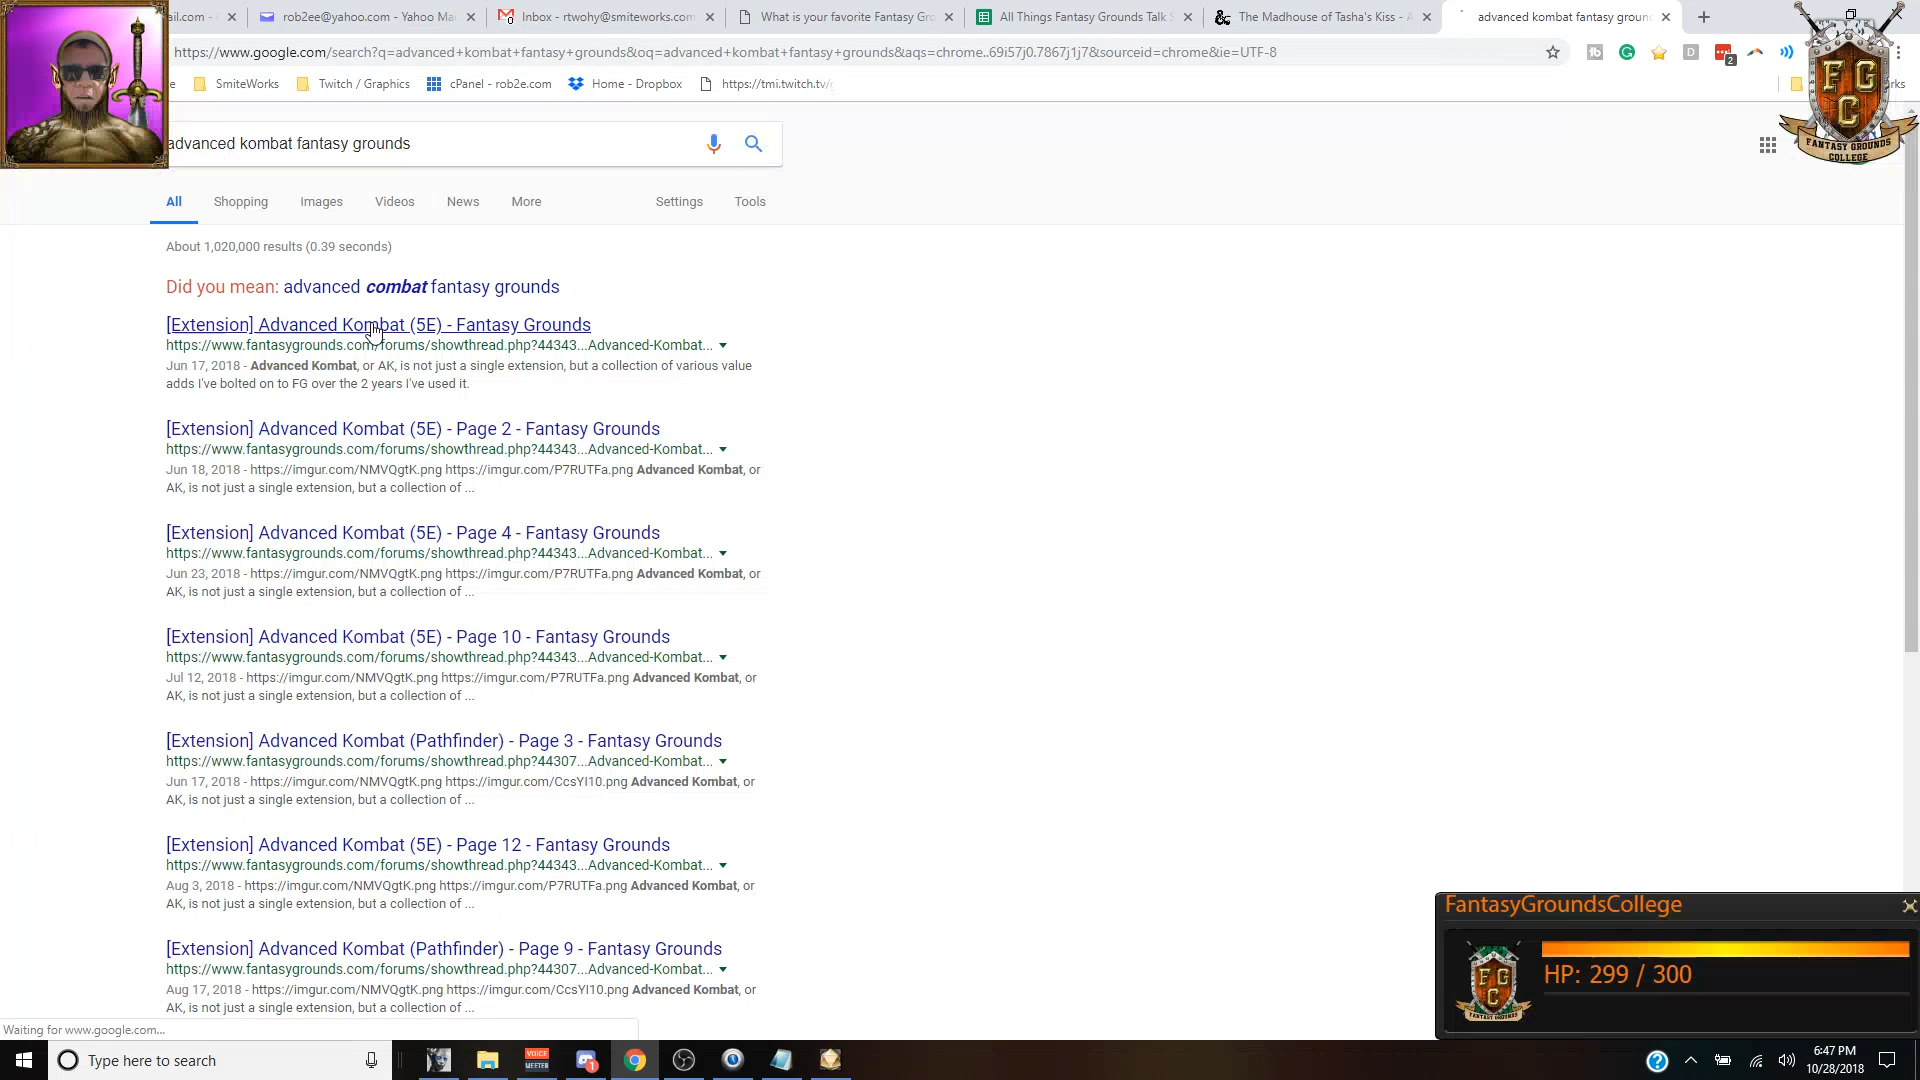 ail.com -
rob2ee@yahoo.com - Yahoo Mai
Inbox - rtwohy@smiteworks.com
What is your favorite Fantasy Gro
All Things Fantasy Grounds Talk S
The Madhouse of Tasha's Kiss - A
advanced kombat fantasy groun
https://www.google.com/search?q=advanced+kombat+fantasy+grounds&oq=advanced+kombat+fantasy+grounds&aqs=chrome..69i57j0.7867j1j7&sourceid=chrome&ie=UTF-8
SmiteWorks
Twitch / Graphics
cPanel - rob2e.com
Home - Dropbox
https://tmi.twitch.tv/g
rks
FGC
FANTASY GROUNDS
COLLEGE
advanced kombat fantasy grounds
All Shopping Images Videos News More Settings Tools
About 1,020,000 results (0.39 seconds)
Did you mean: advanced combat fantasy grounds
[Extension] Advanced Kombat (5E) - Fantasy Grounds
https://www.fantasygrounds.com/forums/showthread.php?44343...Advanced-Kombat...
Jun 17, 2018 - Advanced Kombat, or AK, is not just a single extension, but a collection of various value
adds I've bolted on to FG over the 2 years I've used it.
[Extension] Advanced Kombat (5E) - Page 2 - Fantasy Grounds
https://www.fantasygrounds.com/forums/showthread.php?44343...Advanced-Kombat...
Jun 18, 2018 - https://imgur.com/NMVQgtK.png https://imgur.com/P7RUTFa.png Advanced Kombat, or
AK, is not just a single extension, but a collection of ...
[Extension] Advanced Kombat (5E) - Page 4 - Fantasy Grounds
https://www.fantasygrounds.com/forums/showthread.php?44343...Advanced-Kombat...
Jun 23, 2018 - https://imgur.com/NMVQgtK.png https://imgur.com/P7RUTFa.png Advanced Kombat, or
AK, is not just a single extension, but a collection of ...
[Extension] Advanced Kombat (5E) - Page 10 - Fantasy Grounds
https://www.fantasygrounds.com/forums/showthread.php?44343...Advanced-Kombat...
Jul 12, 2018 - https://imgur.com/NMVQgtK.png https://imgur.com/P7RUTFa.png Advanced Kombat, or
AK, is not just a single extension, but a collection of ...
[Extension] Advanced Kombat (Pathfinder) - Page 3 - Fantasy Grounds
https://www.fantasygrounds.com/forums/showthread.php?44307...Advanced-Kombat...
Jun 17, 2018 - https://imgur.com/NMVQgtK.png https://imgur.com/CcsYI10.png Advanced Kombat, or
AK, is not just a single extension, but a collection of ...
[Extension] Advanced Kombat (5E) - Page 12 - Fantasy Grounds
https://www.fantasygrounds.com/forums/showthread.php?44343...Advanced-Kombat...
Aug 3, 2018 - https://imgur.com/NMVQgtK.png https://imgur.com/P7RUTFa.png Advanced Kombat, or
AK, is not just a single extension, but a collection of ...
[Extension] Advanced Kombat (Pathfinder) - Page 9 - Fantasy Grounds
https://www.fantasygrounds.com/forums/showthread.php?44307...Advanced-Kombat...
Aug 17, 2018 - https://imgur.com/NMVQgtK.png https://imgur.com/CcsYI10.png Advanced Kombat, or
AK, is not just a single extension, but a collection of ...
FantasyGroundsCollege
HP: 299 / 300
Waiting for www.google.com...
Type here to search
VOICE
MEETER
6:47 PM
10/28/2018